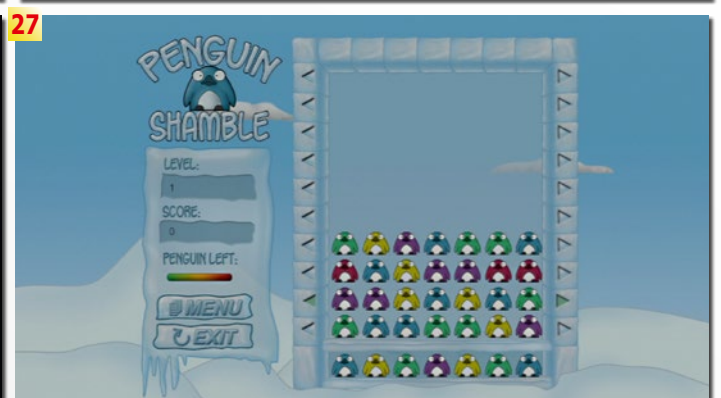 27
PENGUIN
SHAMBLE
LEVEL:
1
SCORE:
0
PENGUIN LEFT:
MENU
EXIT